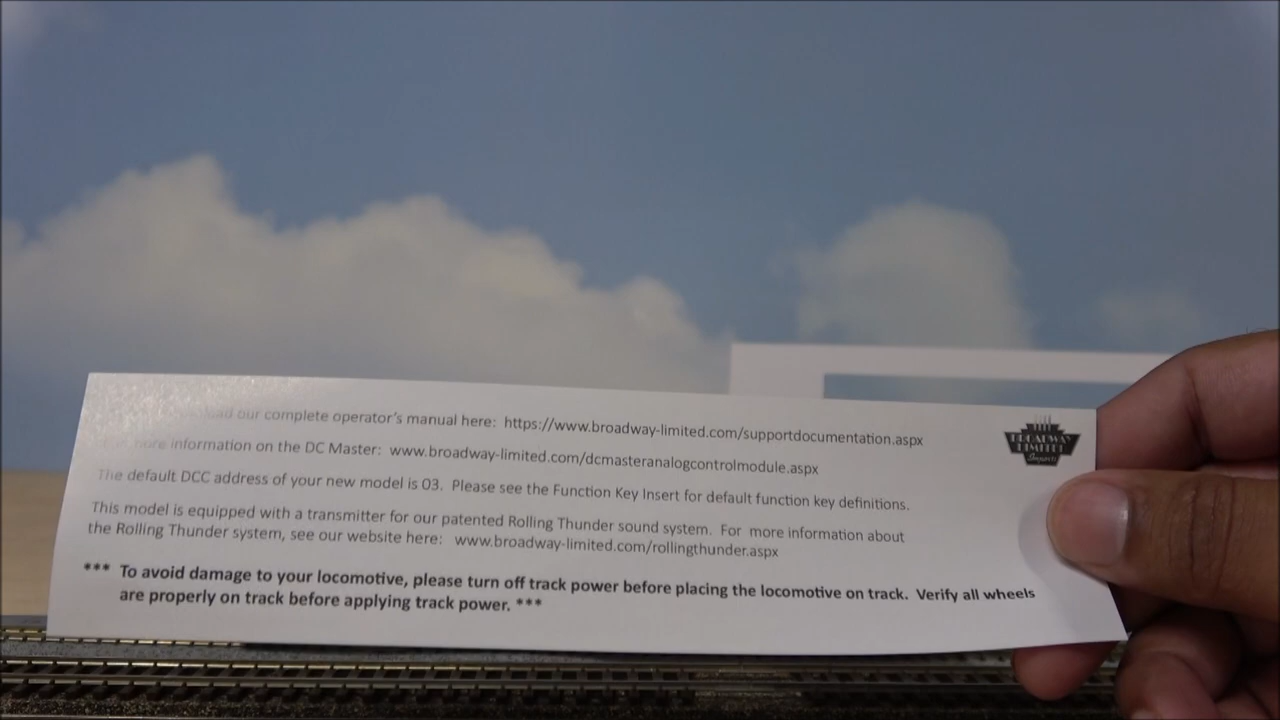 our complete operator's manual here: https://www.broadway-limited.com/supportdocumentation.aspx
more information on the DC Master: www.broadway-limited.com/dcmasteranalogcontrolmodule.aspx
The default DCC address of your new model is 03. Please see the Function Key Insert for default function key definitions.
This model is equipped with a transmitter for our patented Rolling Thunder sound system. For more information about
the Rolling Thunder system, see our website here: www.broadway-limited.com/rollingthunder.aspx
*** To avoid damage to your locomotive, please turn off track power before placing the locomotive on track. Verify all wheels
are properly on track before applying track power. ***
BROADWAY
LIMITED
Imports